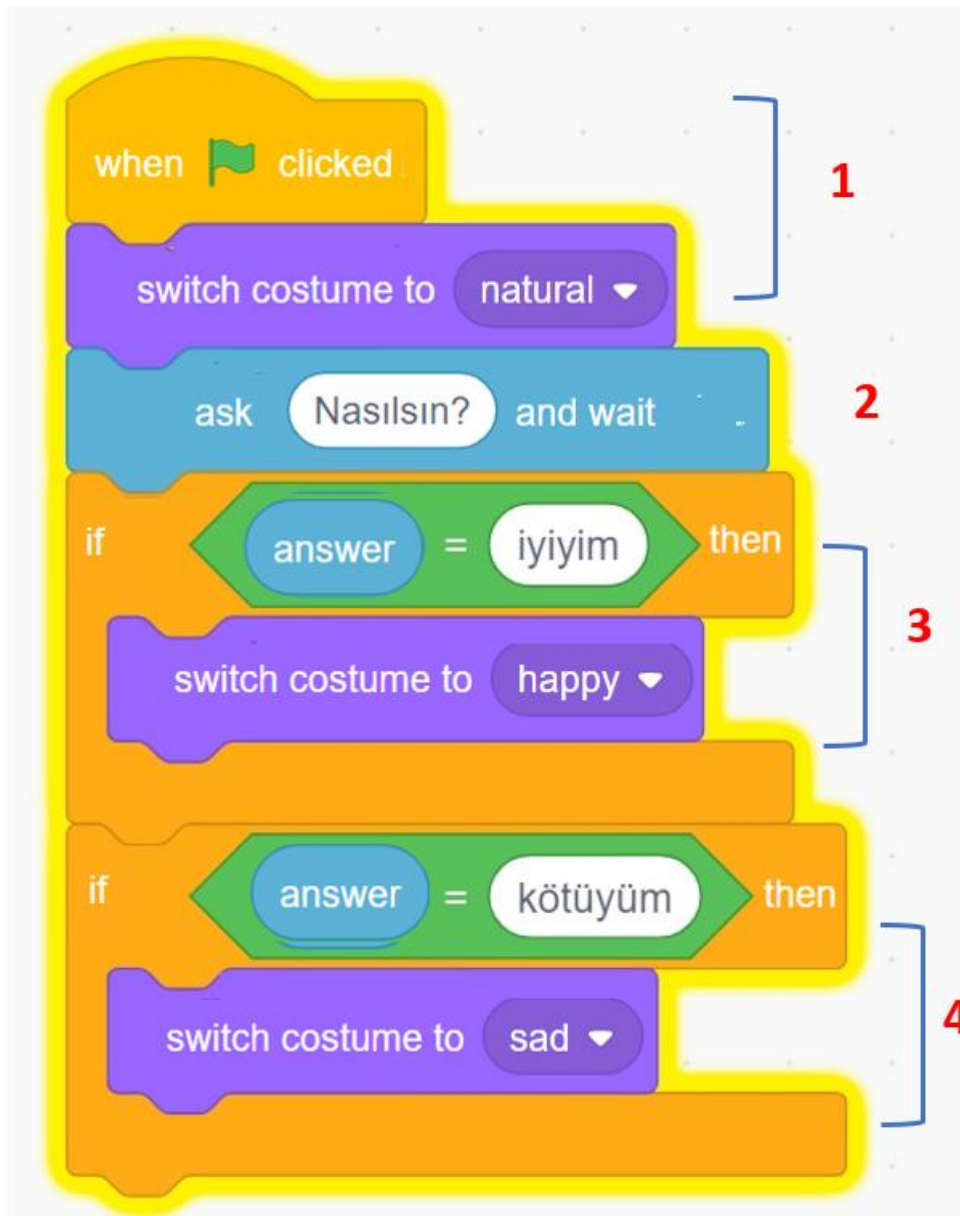 when clicked
1
switch costume to natural
ask Nasılsın? and wait
2
if answer = iyiyim then
3
switch costume to happy
if answer = kötüyüm then
4
switch costume to sad